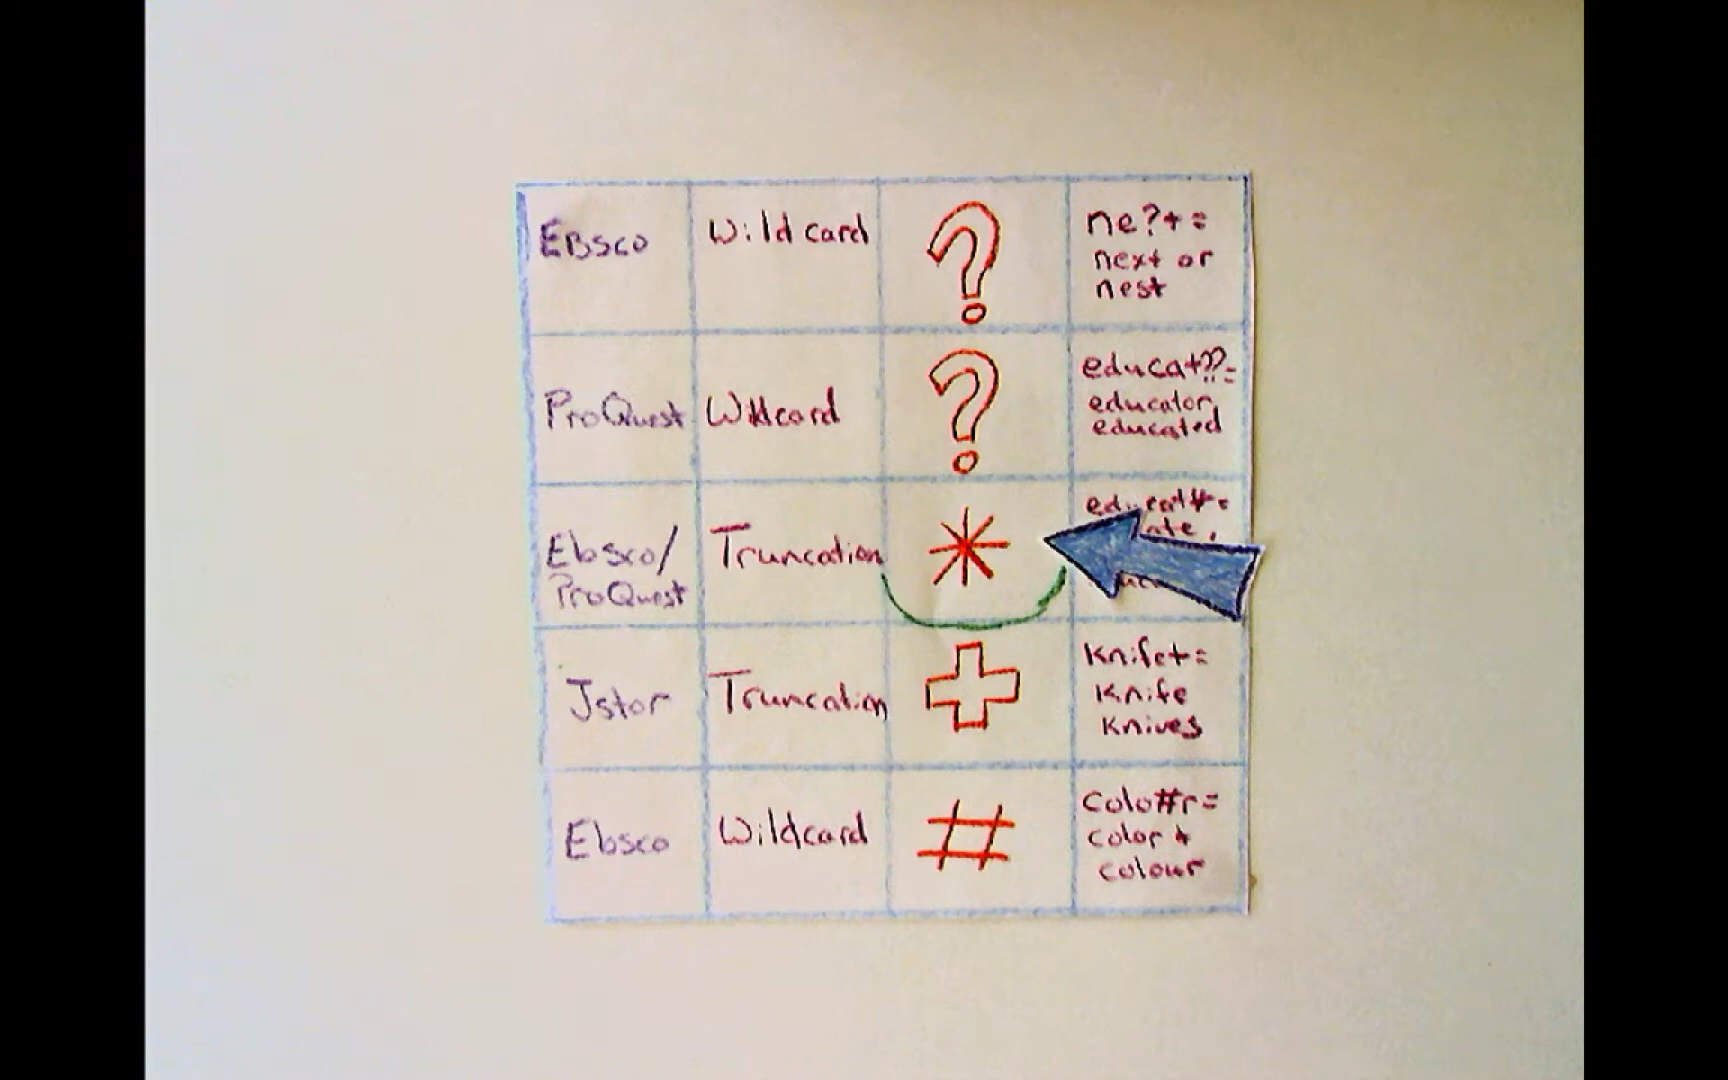 EBSCO Wildcard ? ne?t =
next or
nest
ProQuest Wildcard ? educat??=
educator,
educated
Ebsco/
ProQuest
Truncation *
Jstor Truncation + knife+=
knife
knives
Ebsco Wildcard # colo#r=
color +
colour